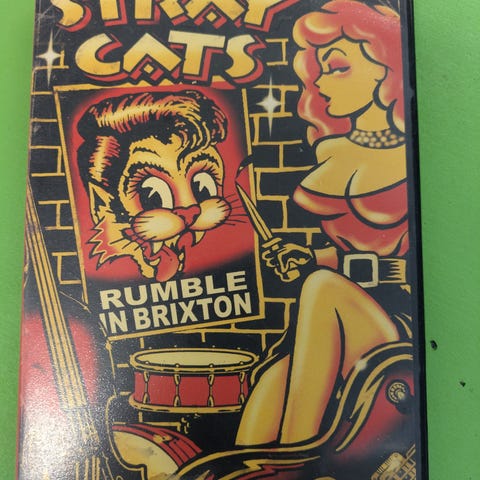 STRAY
CATS
RUMBLE
IN BRIXTON